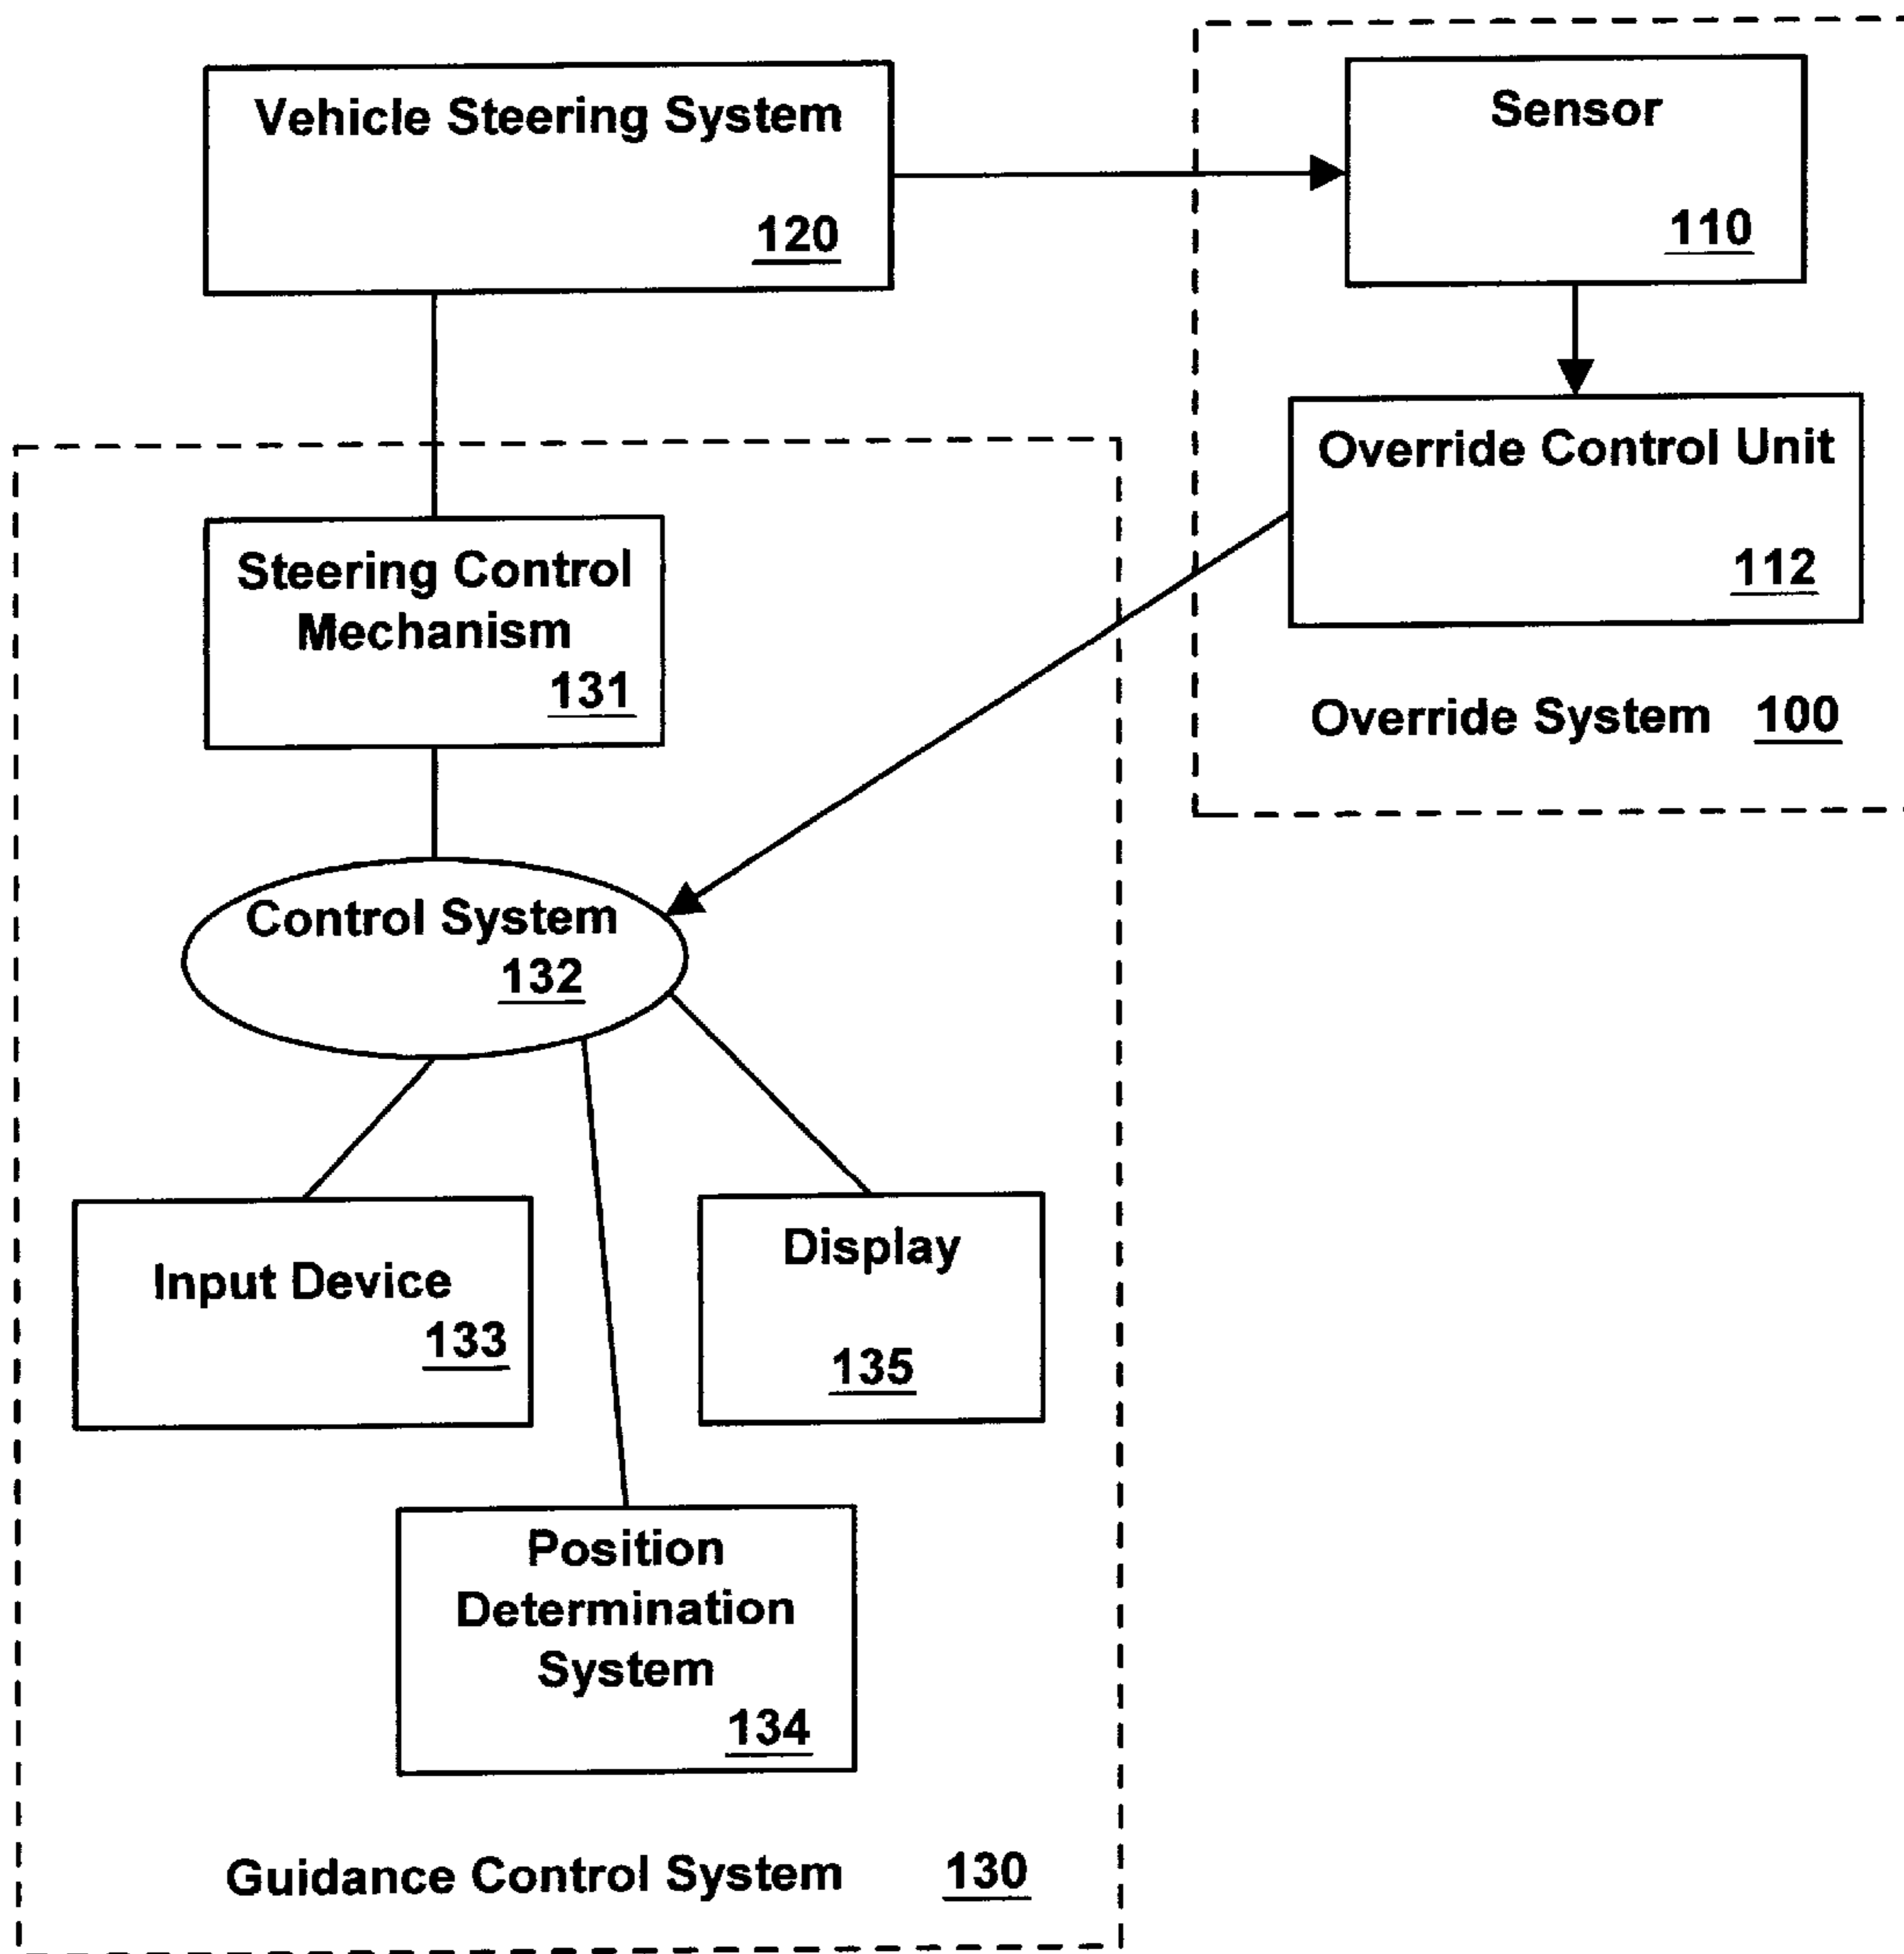 Vehicle Steering System
120
Sensor
110
Override Control Unit
112
Override System 100
Steering Control
Mechanism
131
Control System
132
Input Device
133
Display
135
Position
Determination
System
134
Guidance Control System 130